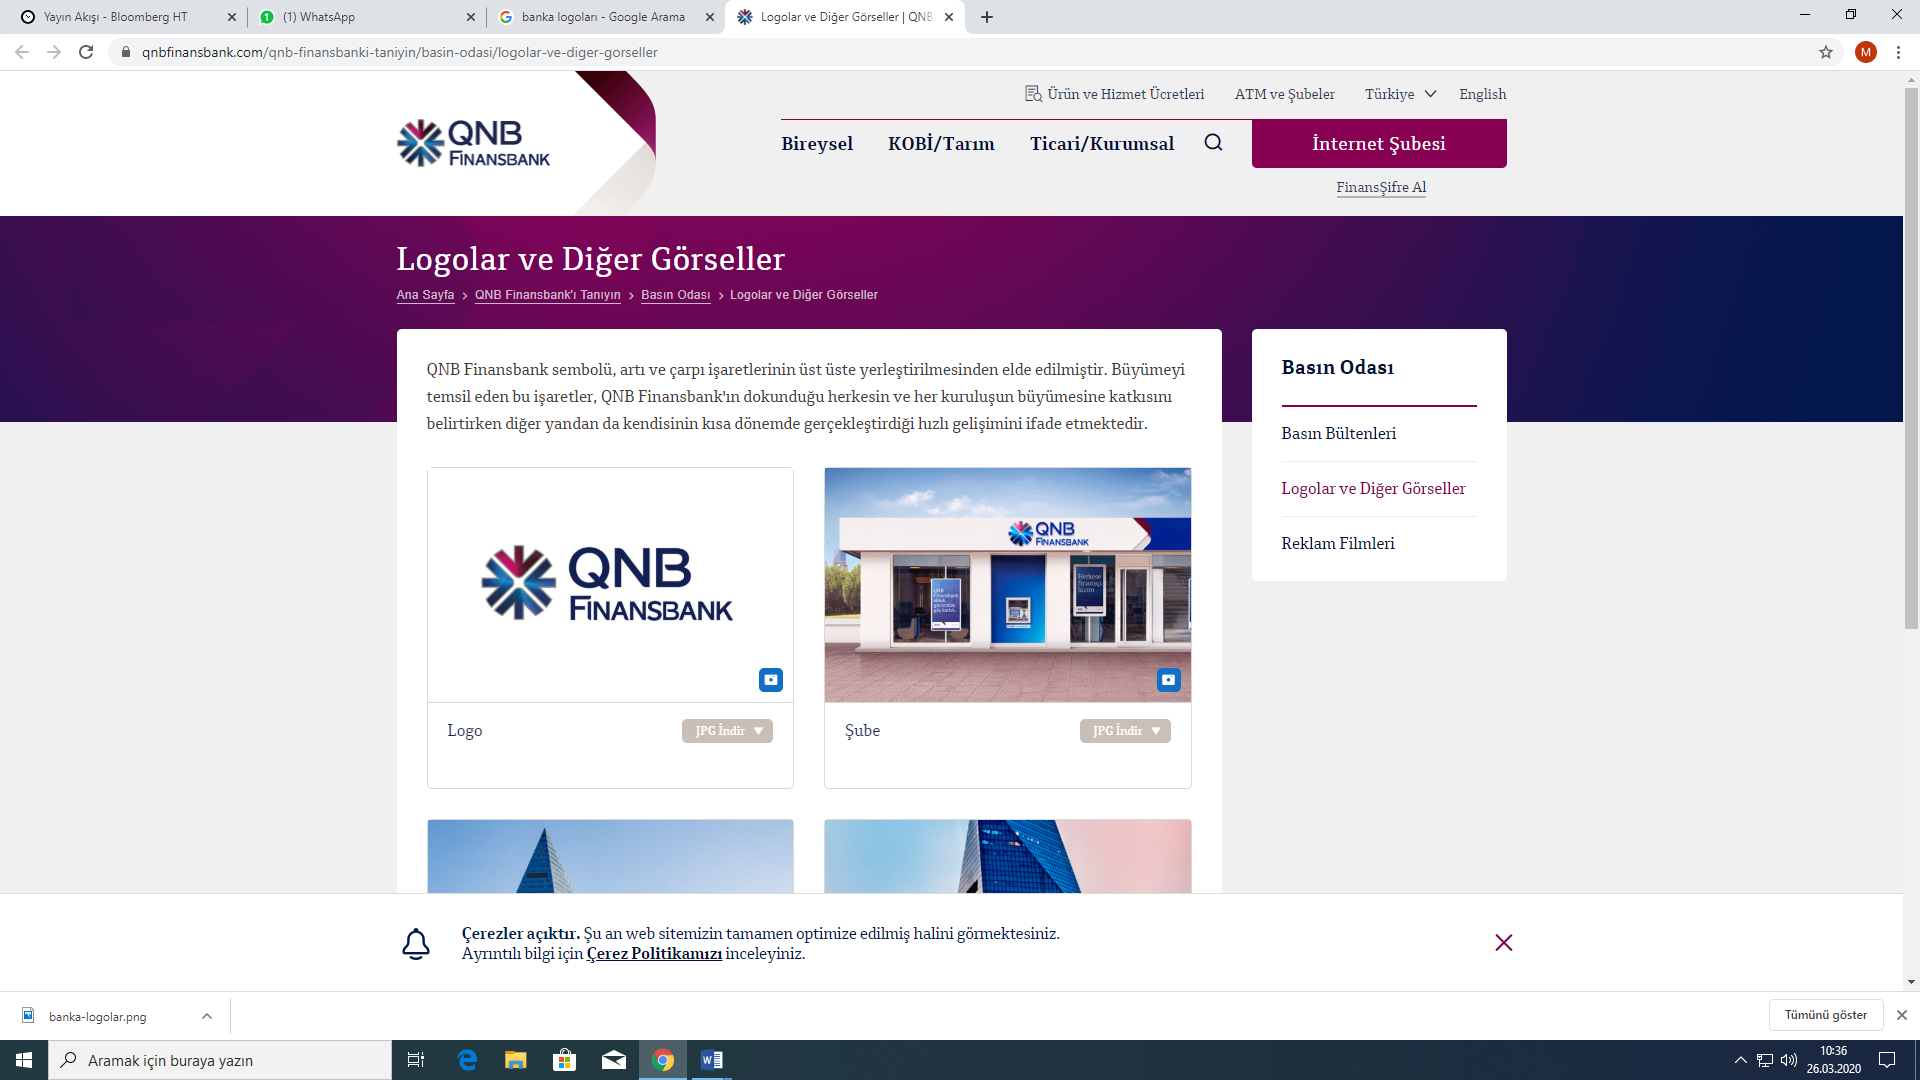 Yayın Akışı - Bloomberg HT
(1) WhatsApp
banka logoları - Google Arama
Logolar ve Diğer Görseller | QNB
qnbfinansbank.com/qnb-finansbanki-taniyin/basin-odasi/logolar-ve-diger-gorseller
M
Ürün ve Hizmet Ücretleri
ATM ve Şubeler
Türkiye
English
QNB
FINANSBANK
Bireysel
KOBİ/Tarım
Ticari/Kurumsal
İnternet Şubesi
FinansŞifre Al
Logolar ve Diğer Görseller
Ana Sayfa > QNB Finansbank'ı Tanıyın > Basın Odası > Logolar ve Diğer Görseller
QNB Finansbank sembolü, artı ve çarpı işaretlerinin üst üste yerleştirilmesinden elde edilmiştir. Büyümeyi
temsil eden bu işaretler, QNB Finansbank'ın dokunduğu herkesin ve her kuruluşun büyümesine katkısını
belirtirken diğer yandan da kendisinin kısa dönemde gerçekleştirdiği hızlı gelişimini ifade etmektedir.
Basın Odası
Basın Bültenleri
Logolar ve Diğer Görseller
Reklam Filmleri
QNB
FINANSBANK
Logo
JPG İndir
QNB
FINANSBANK
Herkese
finansçı
lazım
Şube
JPG İndir
Çerezler açıktır. Şu an web sitemizin tamamen optimize edilmiş halini görmektesiniz.
Ayrıntılı bilgi için Çerez Politikamızı inceleyiniz.
banka-logolar.png
Tümünü göster
Aramak için buraya yazın
10:36
26.03.2020